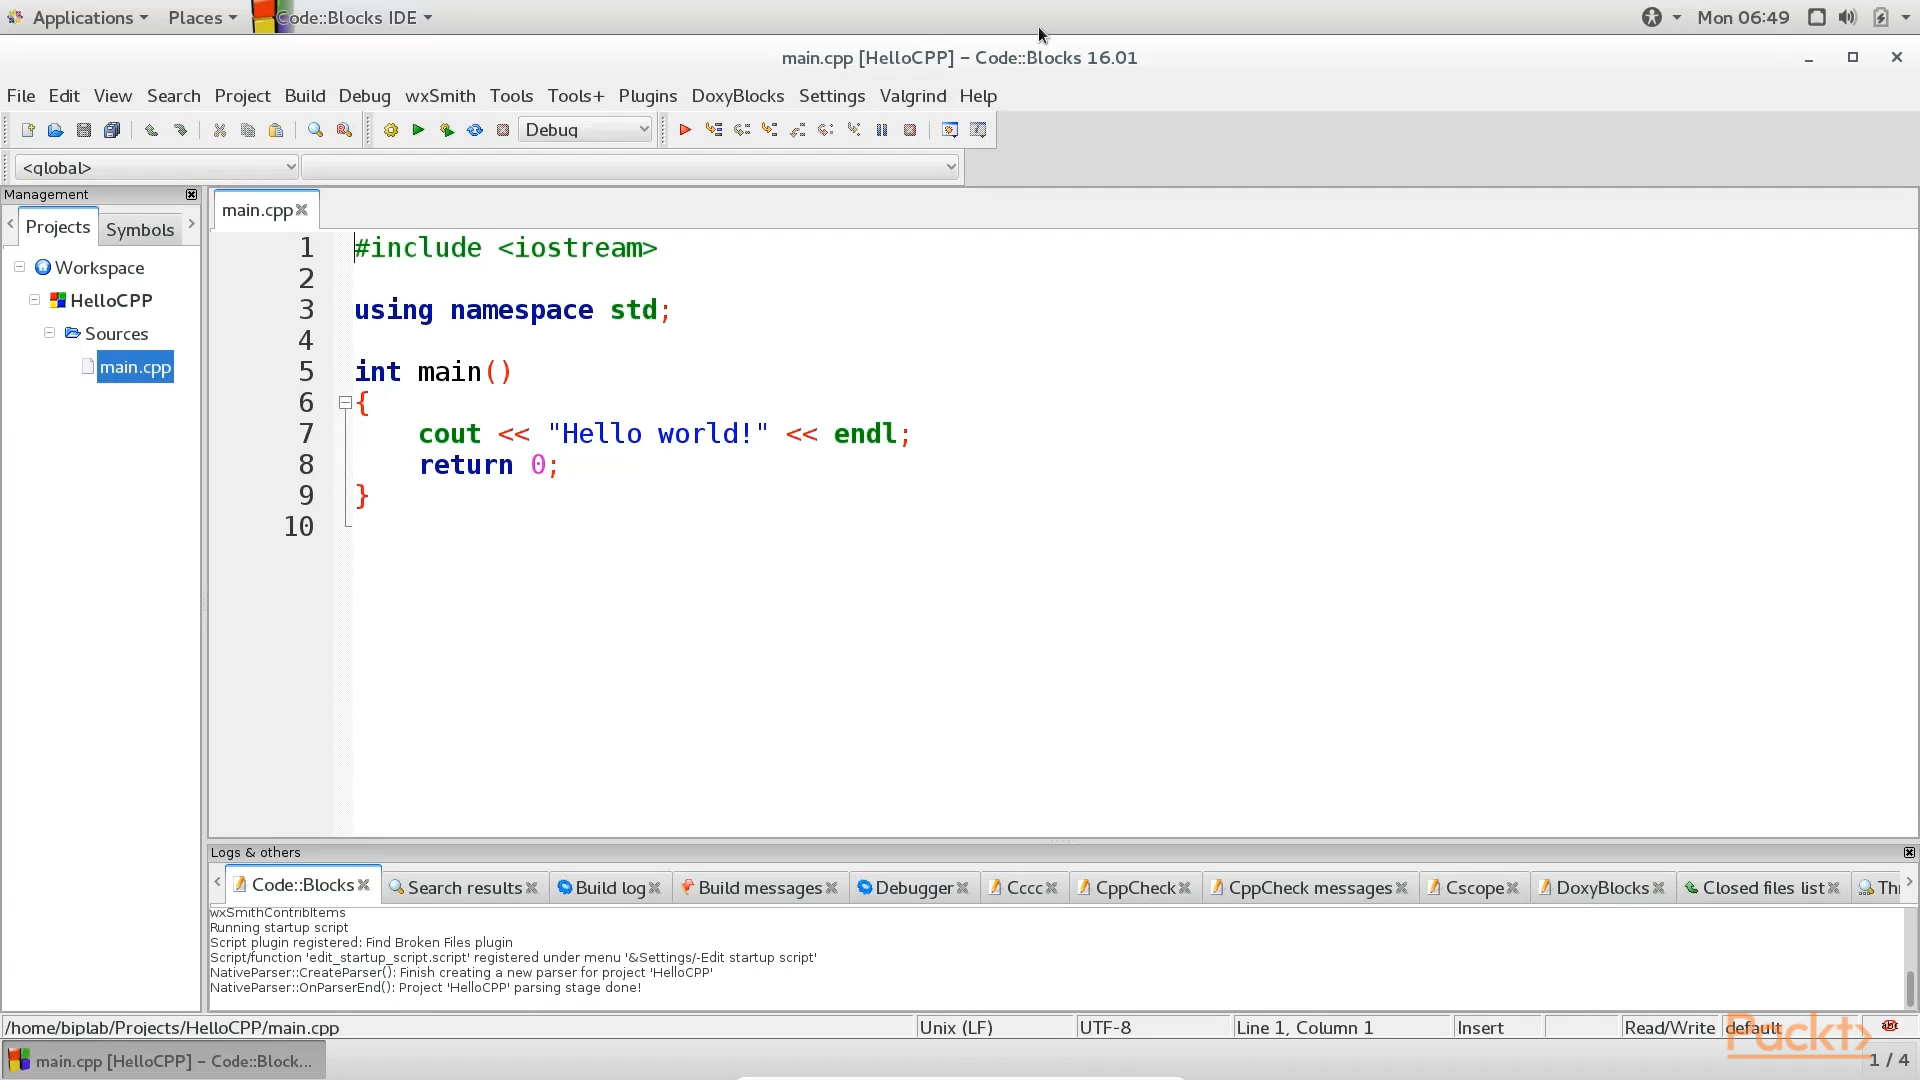 Applications Places Code::Blocks IDE Mon 06:49
main.cpp [HelloCPP] – Code::Blocks 16.01
File Edit View Search Project Build Debug wxSmith Tools Tools+ Plugins DoxyBlocks Settings Valgrind Help
Debug
<global>
Management
main.cpp
Projects Symbols
Workspace
HelloCPP
Sources
main.cpp
1 #include <iostream>
2
3 using namespace std;
4
5 int main()
6 {
7 cout << "Hello world!" << endl;
8 return 0;
9 }
10
Logs & others
Code::Blocks Search results Build log Build messages Debugger Cccc CppCheck CppCheck messages Cscope DoxyBlocks Closed files list Thr
wxSmithContribItems
Running startup script
Script plugin registered: Find Broken Files plugin
Script/function 'edit_startup_script.script' registered under menu '&Settings/-Edit startup script'
NativeParser::CreateParser(): Finish creating a new parser for project 'HelloCPP'
NativeParser::OnParserEnd(): Project 'HelloCPP' parsing stage done!
/home/biplab/Projects/HelloCPP/main.cpp Unix (LF) UTF-8 Line 1, Column 1 Insert Read/Write default
Packt>
main.cpp [HelloCPP] – Code::Block... 1 / 4